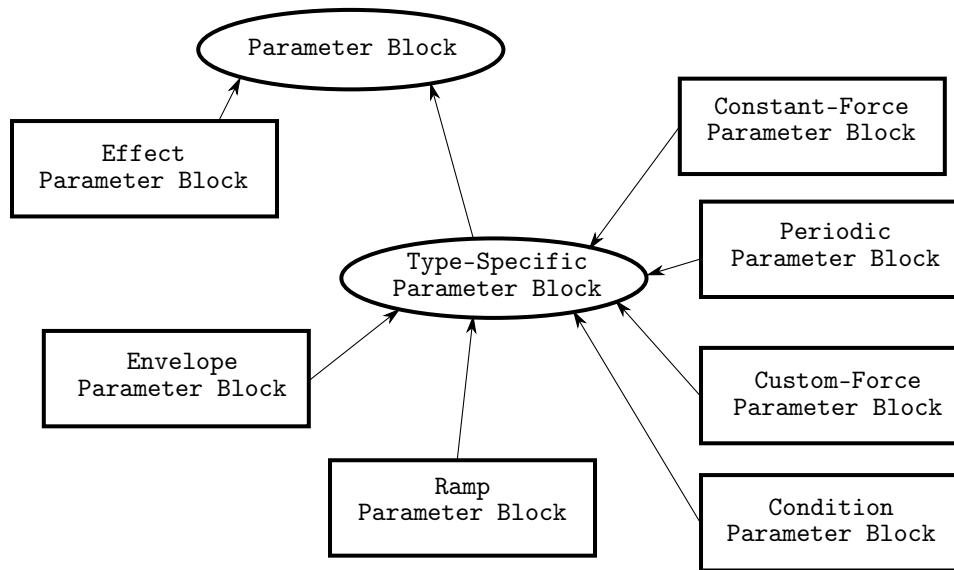 Parameter Block
Constant-Force
Parameter Block
Effect
Parameter Block
Periodic
Parameter Block
Type-Specific
Parameter Block
Envelope
Parameter Block
Custom-Force
Parameter Block
Ramp
Parameter Block
Condition
Parameter Block